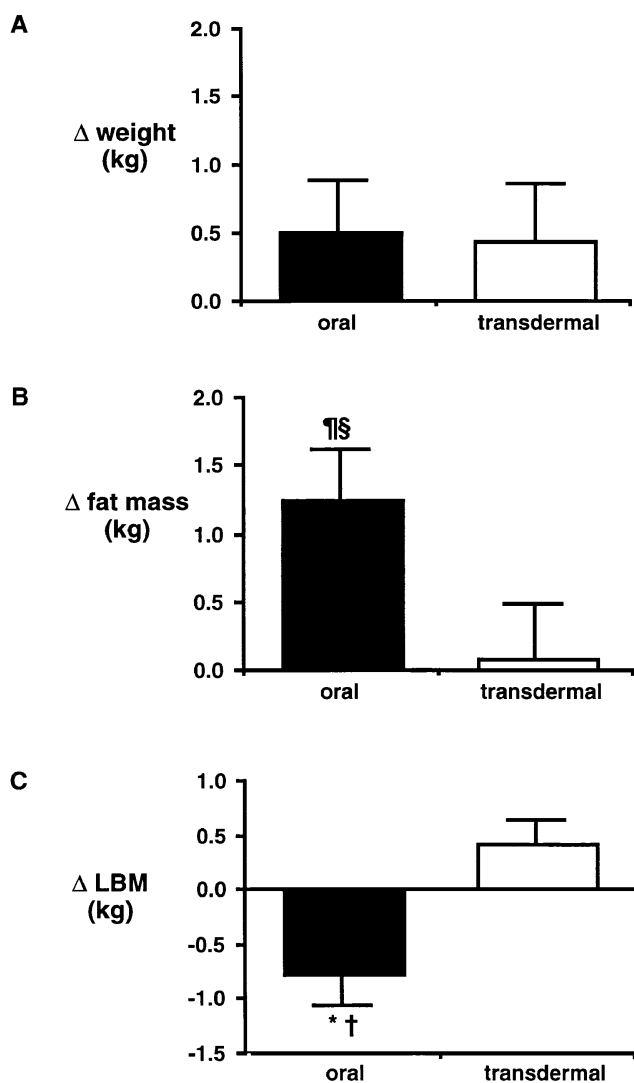 A
2.0
1.5
Δ weight
(kg)
1.0
0.5
0.0
oral transdermal
B
2.0
¶§
1.5
Δ fat mass
(kg)
1.0
0.5
0.0
oral transdermal
C
1.0
0.5
Δ LBM
(kg)
0.0
-0.5
-1.0
* †
-1.5
oral transdermal